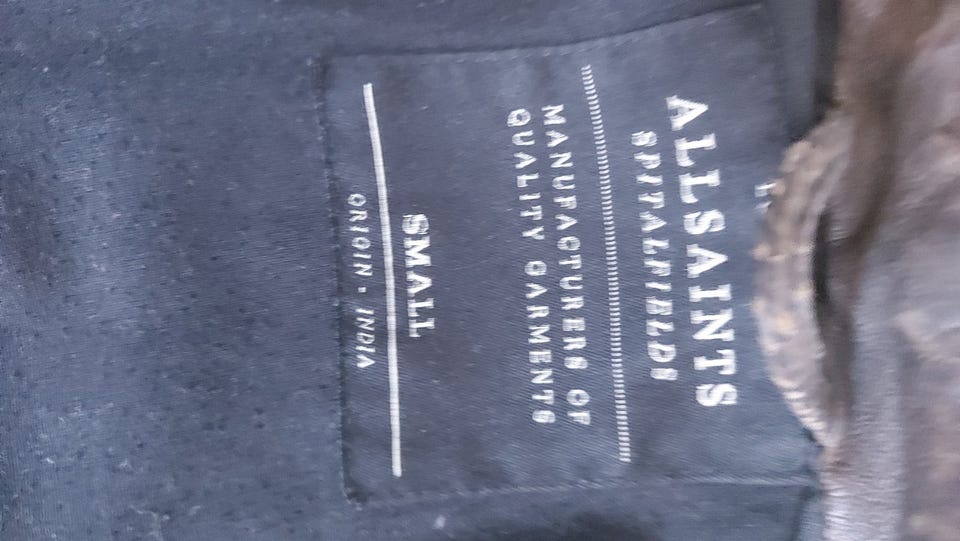 ALLSAINTS
SPITALFIELDS
MANUFACTURERS OF
QUALITY GARMENTS
SMALL
ORIGIN - INDIA